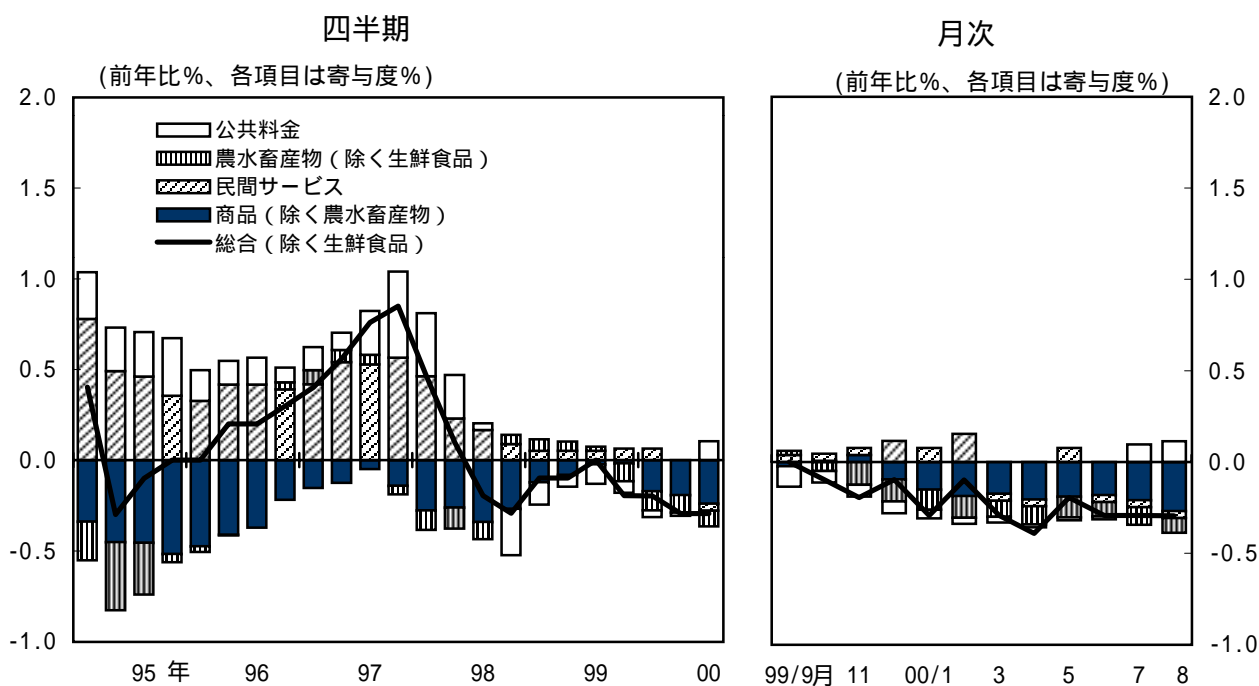 四半期
(前年比%、各項目は寄与度%)
2.0
1.5
1.0
0.5
0.0
-0.5
-1.0
公共料金
農水畜産物(除く生鮮食品)
民間サービス
商品(除く農水畜産物)
総合(除く生鮮食品)
95 年 96 97 98 99 00
月次
(前年比%、各項目は寄与度%)
2.0
1.5
1.0
0.5
0.0
-0.5
-1.0
99/9月 11 00/1 3 5 7 8